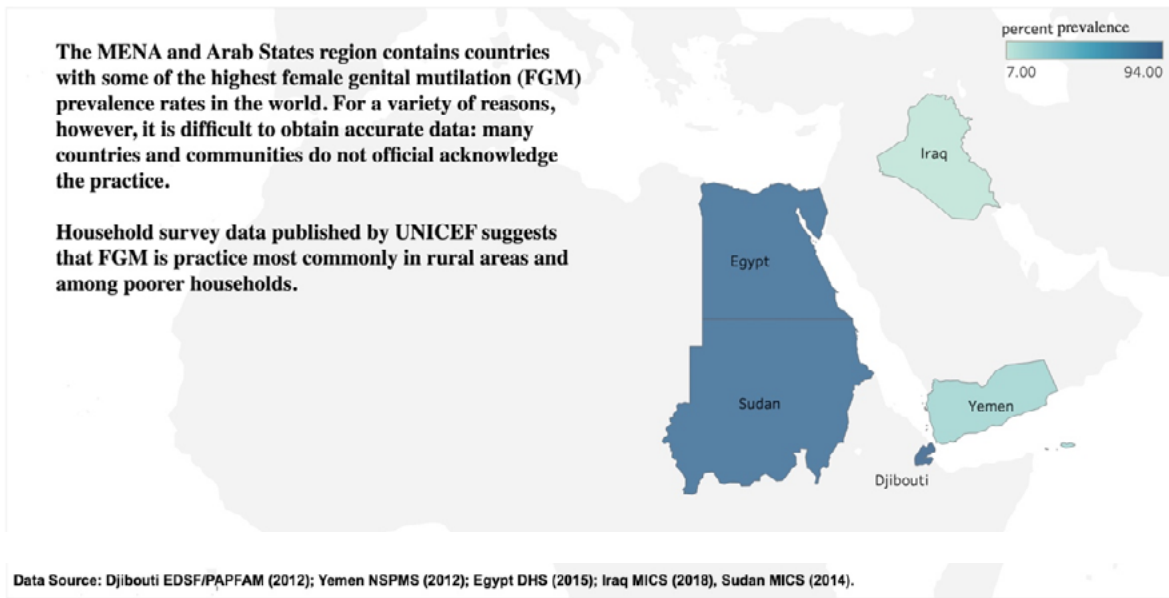 The MENA and Arab States region contains countries
with some of the highest female genital mutilation (FGM)
prevalence rates in the world. For a variety of reasons,
however, it is difficult to obtain accurate data: many
countries and communities do not official acknowledge
the practice.
Household survey data published by UNICEF suggests
that FGM is practice most commonly in rural areas and
among poorer households.
percent prevalence
7.00 94.00
Iraq
Egypt
Sudan
Yemen
Djibouti
Data Source: Djibouti EDSF/PAPFAM (2012); Yemen NSPMS (2012); Egypt DHS (2015); Iraq MICS (2018), Sudan MICS (2014).